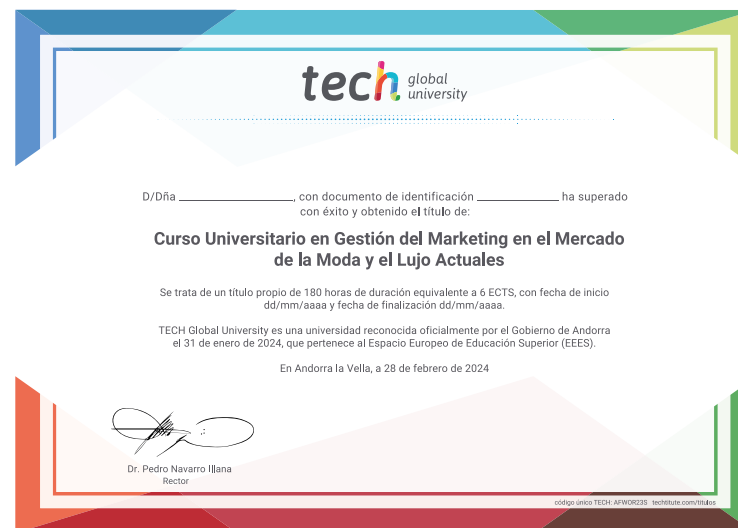 tech global university
D/Dña ______________________, con documento de identificación ________________ ha superado
con éxito y obtenido el título de:
Curso Universitario en Gestión del Marketing en el Mercado
de la Moda y el Lujo Actuales
Se trata de un título propio de 180 horas de duración equivalente a 6 ECTS, con fecha de inicio
dd/mm/aaaa y fecha de finalización dd/mm/aaaa.
TECH Global University es una universidad reconocida oficialmente por el Gobierno de Andorra
el 31 de enero de 2024, que pertenece al Espacio Europeo de Educación Superior (EEES).
En Andorra la Vella, a 28 de febrero de 2024
Dr. Pedro Navarro Illana
Rector
código único TECH: AFWOR23S techtitute.com/titulos